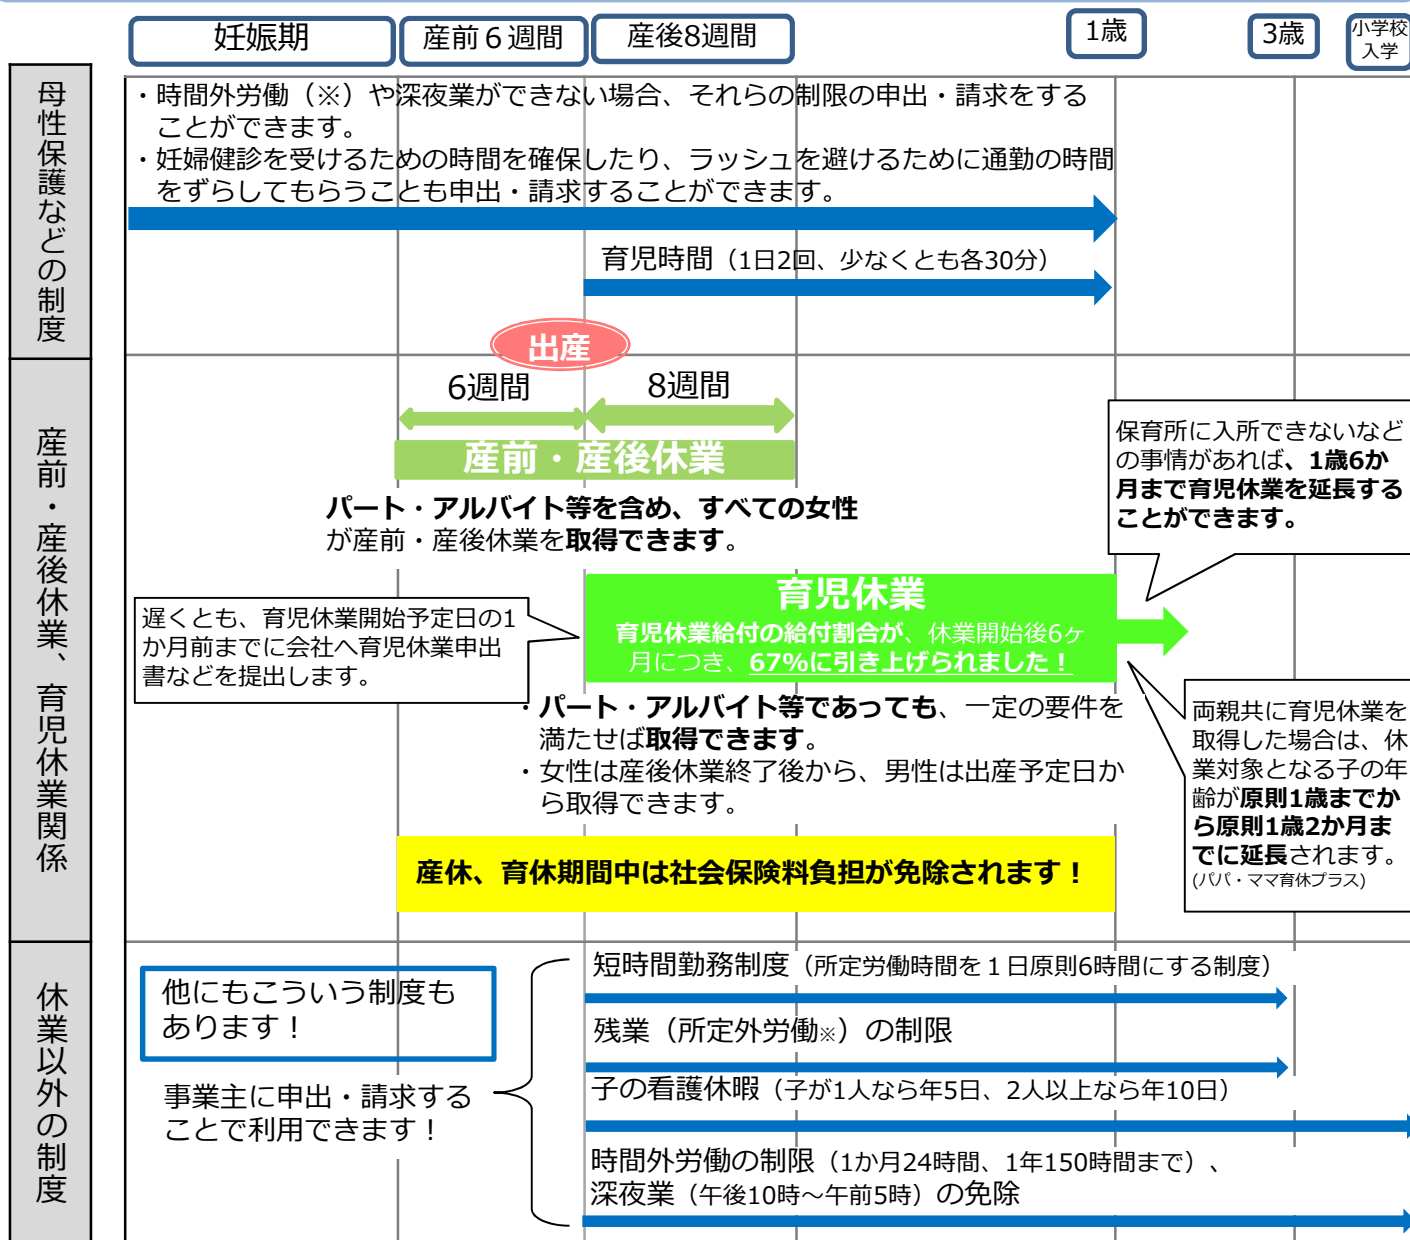 妊娠期
産前６週間
産後8週間
1歳
3歳
小学校
入学
母性保護などの制度
・時間外労働（※）や深夜業ができない場合、それらの制限の申出・請求をする
ことができます。
・妊婦健診を受けるための時間を確保したり、ラッシュを避けるために通勤の時間
をずらしてもらうことも申出・請求することができます。
育児時間（1日2回、少なくとも各30分）
出産
産前・産後休業、育児休業関係
6週間
8週間
産前・産後休業
パート・アルバイト等を含め、すべての女性
が産前・産後休業を取得できます。
保育所に入所できないなど
の事情があれば、1歳6か
月まで育児休業を延長する
ことができます。
遅くとも、育児休業開始予定日の1
か月前までに会社へ育児休業申出
書などを提出します。
育児休業
育児休業給付の給付割合が、休業開始後6ヶ
月につき、67%に引き上げられました！
・パート・アルバイト等であっても、一定の要件を
満たせば取得できます。
・女性は産後休業終了後から、男性は出産予定日か
ら取得できます。
両親共に育児休業を
取得した場合は、休
業対象となる子の年
齢が原則1歳までか
ら原則1歳2か月ま
でに延長されます。
(パパ・ママ育休プラス)
産休、育休期間中は社会保険料負担が免除されます！
休業以外の制度
他にもこういう制度も
あります！
事業主に申出・請求する
ことで利用できます！
短時間勤務制度（所定労働時間を１日原則6時間にする制度）
残業（所定外労働※）の制限
子の看護休暇（子が1人なら年5日、2人以上なら年10日）
時間外労働の制限（1か月24時間、1年150時間まで）、
深夜業（午後10時～午前5時）の免除